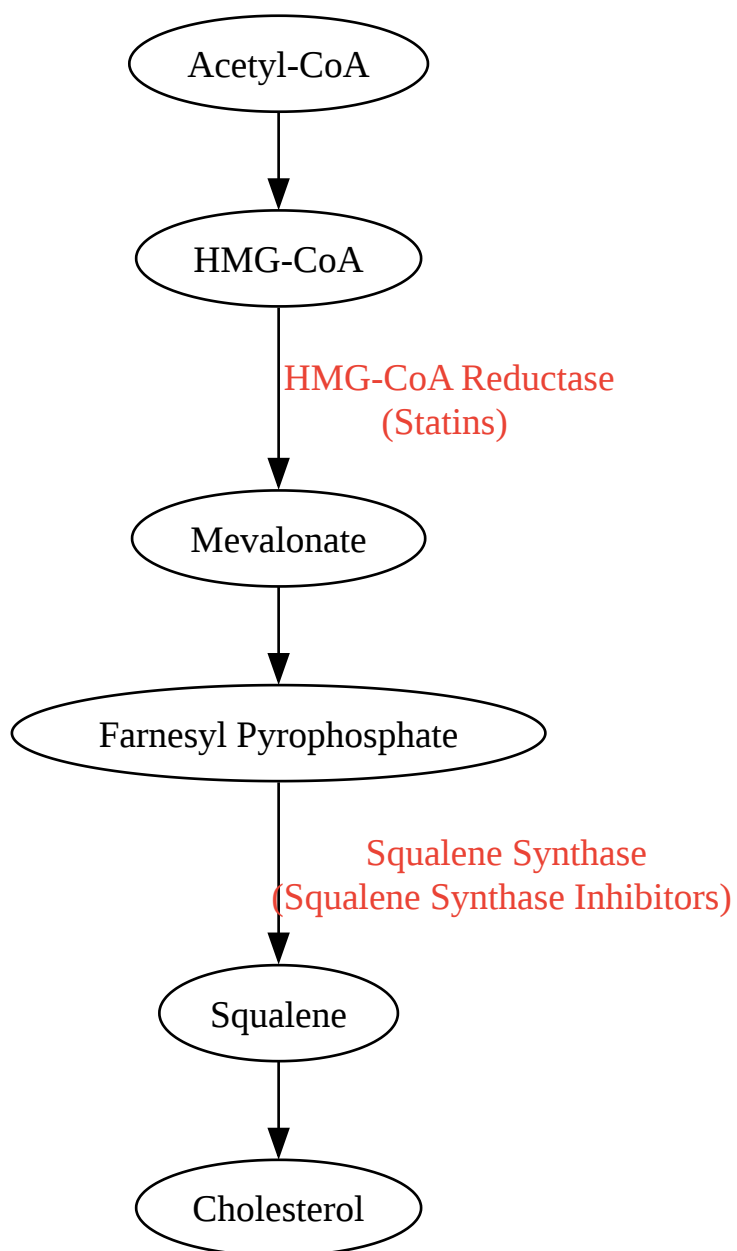 Acetyl-CoA
HMG-CoA
HMG-CoA Reductase
(Statins)
Mevalonate
Farnesyl Pyrophosphate
Squalene Synthase
(Squalene Synthase Inhibitors)
Squalene
Cholesterol